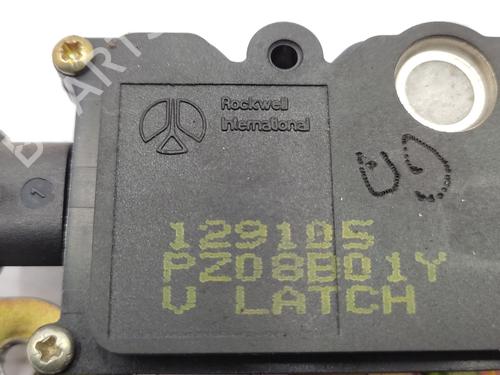 Rockwell
International
129105
PZ08B01Y
V LATCH